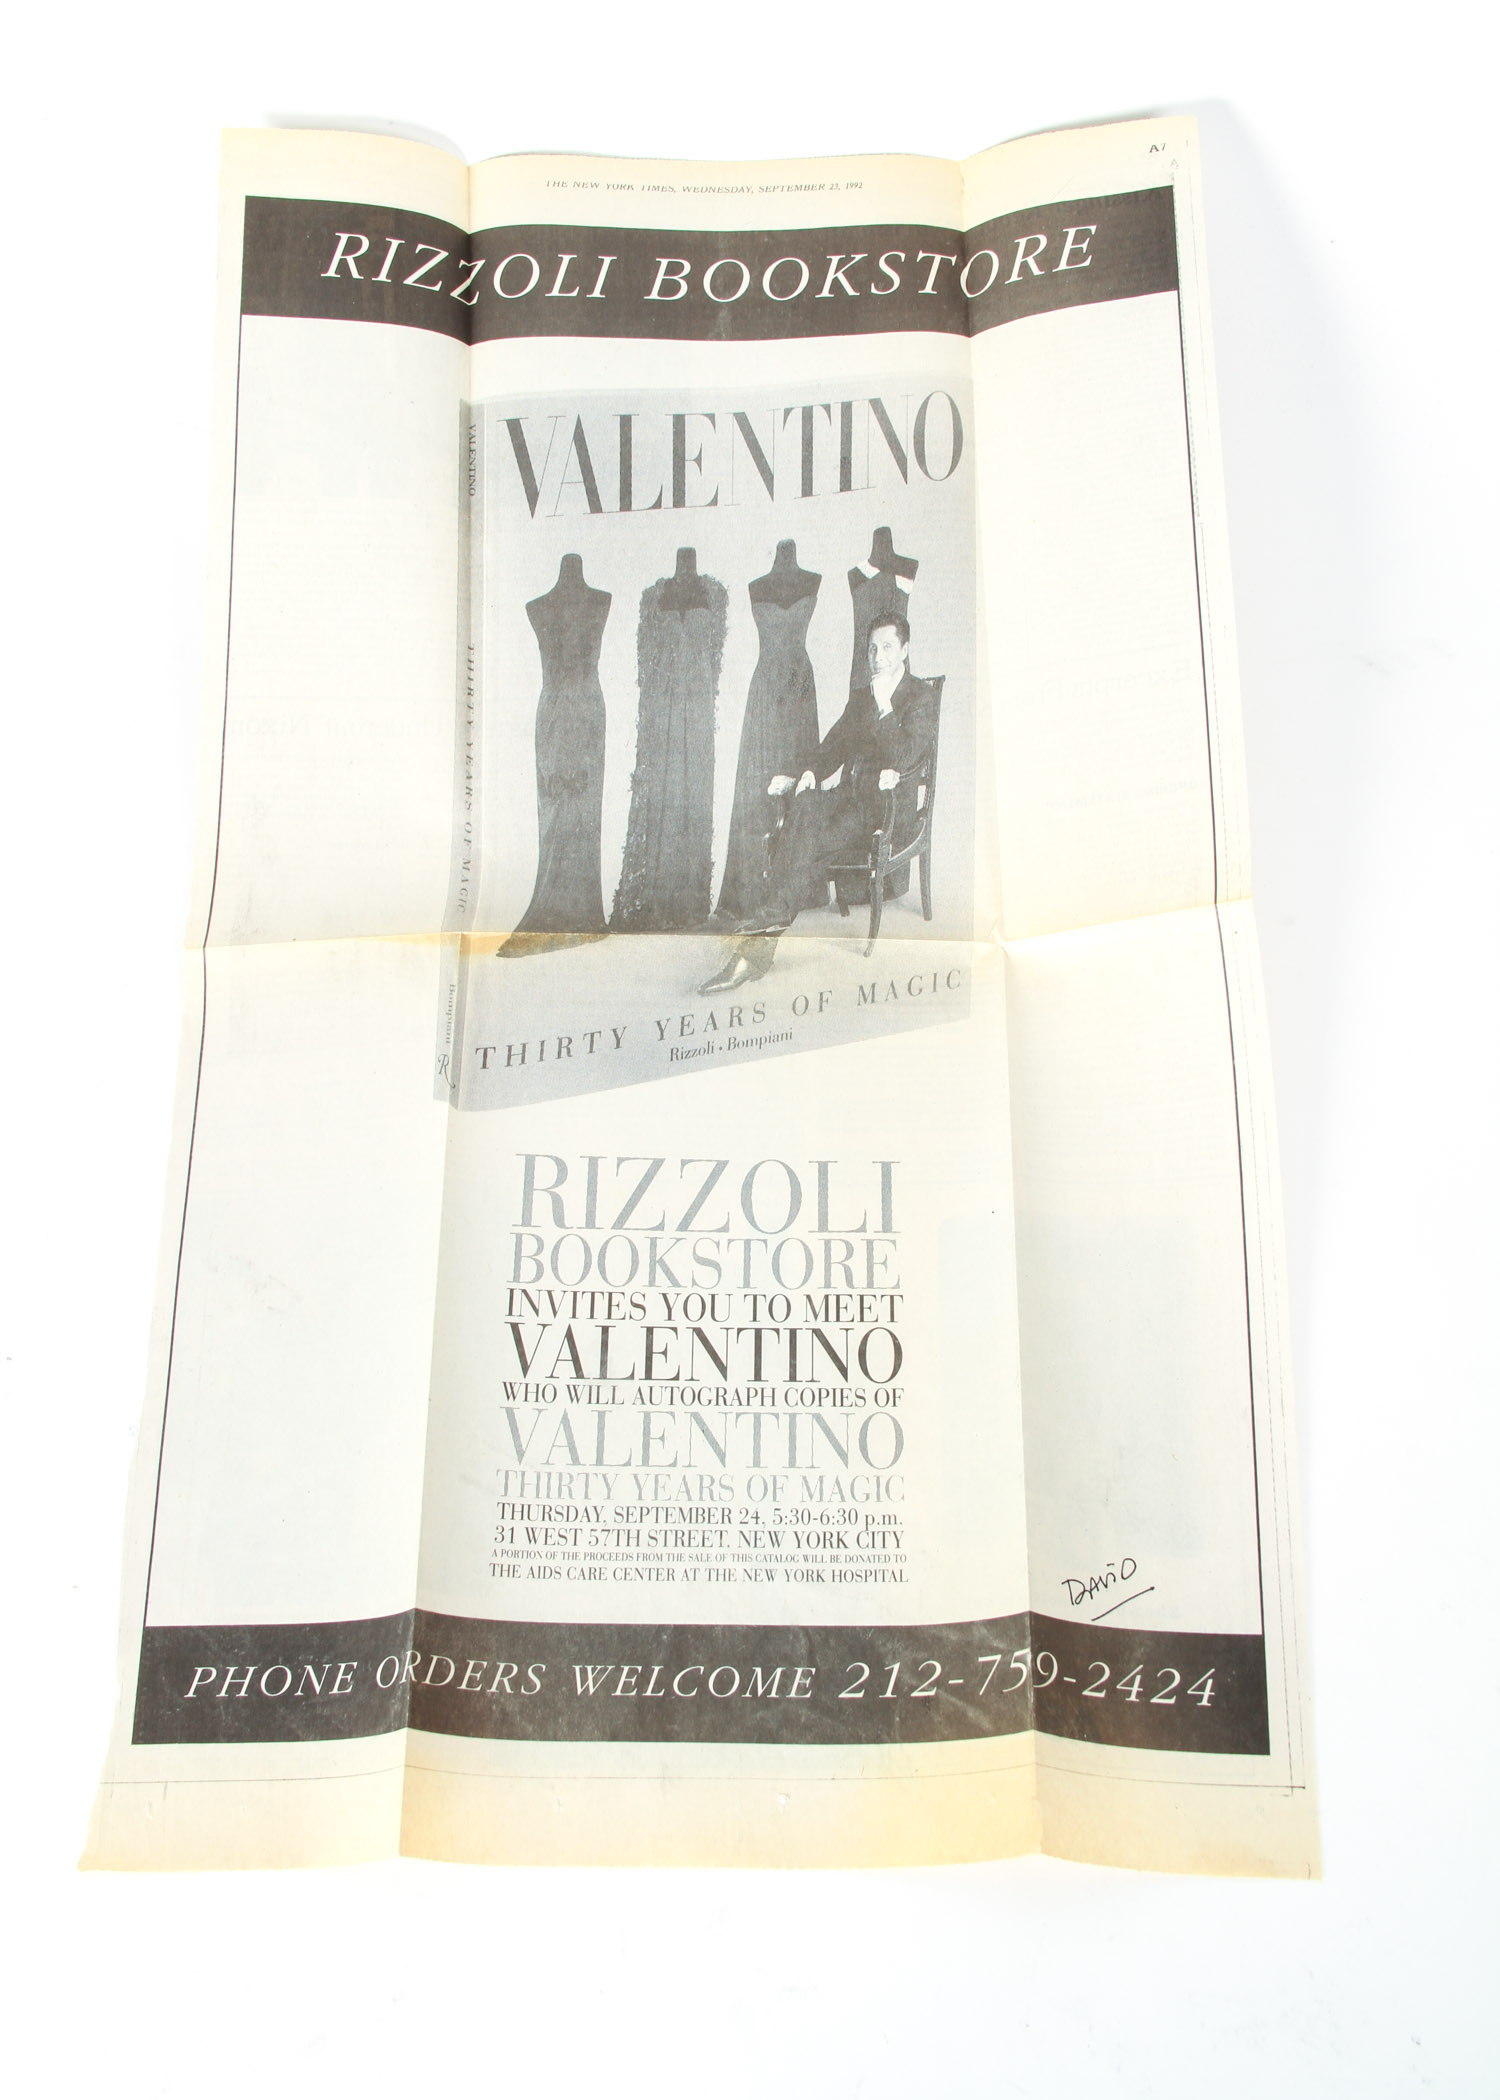 A7
THE NEW YORK TIMES, WEDNESDAY, SEPTEMBER 23, 1992
RIZZOLI BOOKSTORE
VALENTINO
VALENTINO
THIRTY YEARS OF MAGIC
THIRTY YEARS OF MAGIC
Rizzoli • Bompiani
Bompiani
R
RIZZOLI
BOOKSTORE
INVITES YOU TO MEET
VALENTINO
WHO WILL AUTOGRAPH COPIES OF
VALENTINO
THIRTY YEARS OF MAGIC
THURSDAY, SEPTEMBER 24, 5:30-6:30 p.m.
31 WEST 57TH STREET, NEW YORK CITY
A PORTION OF THE PROCEEDS FROM THE SALE OF THIS CATALOG WILL BE DONATED TO
THE AIDS CARE CENTER AT THE NEW YORK HOSPITAL
DAViD
PHONE ORDERS WELCOME 212-759-2424